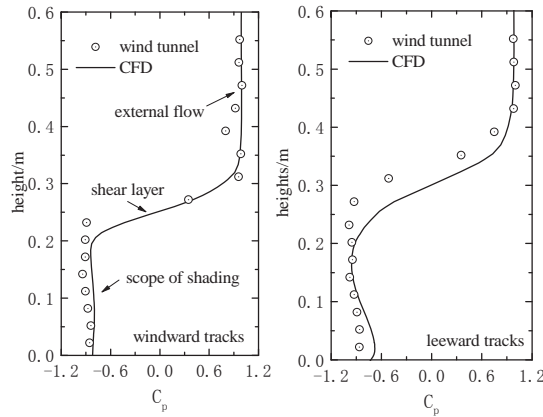 0.6
0.5
0.4
0.3
0.2
0.1
0.0
height/m
wind tunnel
CFD
external flow
shear layer
scope of shading
windward tracks
-1.2 -0.6 0.0 0.6 1.2
Cp
0.6
0.5
0.4
0.3
0.2
0.1
0.0
heights/m
wind tunnel
CFD
leeward tracks
-1.2 -0.6 0.0 0.6 1.2
Cp